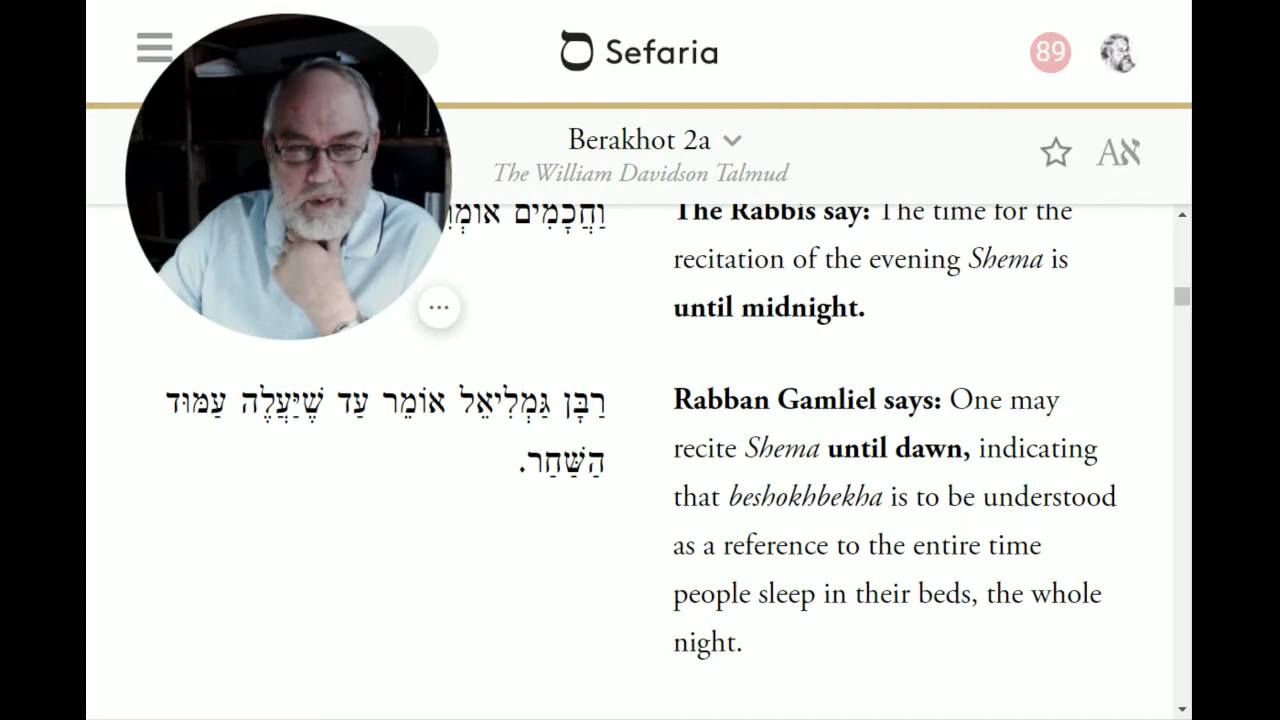 ס Sefaria
89
Berakhot 2a
The William Davidson Talmud
Aא
וַחֲכָמִים
The Rabbis say: The time for the
recitation of the evening Shema is
until midnight.
רַבָּן גַּמְלִיאֵל אוֹמֵר עַד שֶׁיַּעֲלֶה עַמּוּד
הַשַּׁחַר.
Rabban Gamliel says: One may
recite Shema until dawn, indicating
that beshokhbekha is to be understood
as a reference to the entire time
people sleep in their beds, the whole
night.